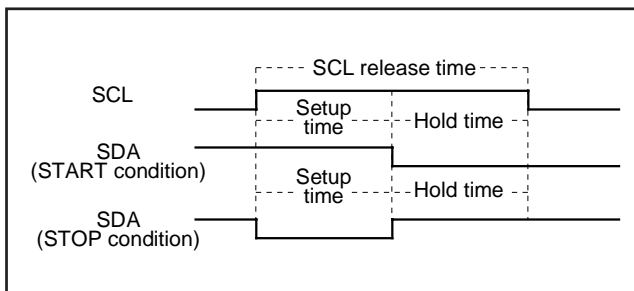 SCL release time
SCL
Setup
time
Hold time
SDA
(START condition)
Setup
time
Hold time
SDA
(STOP condition)